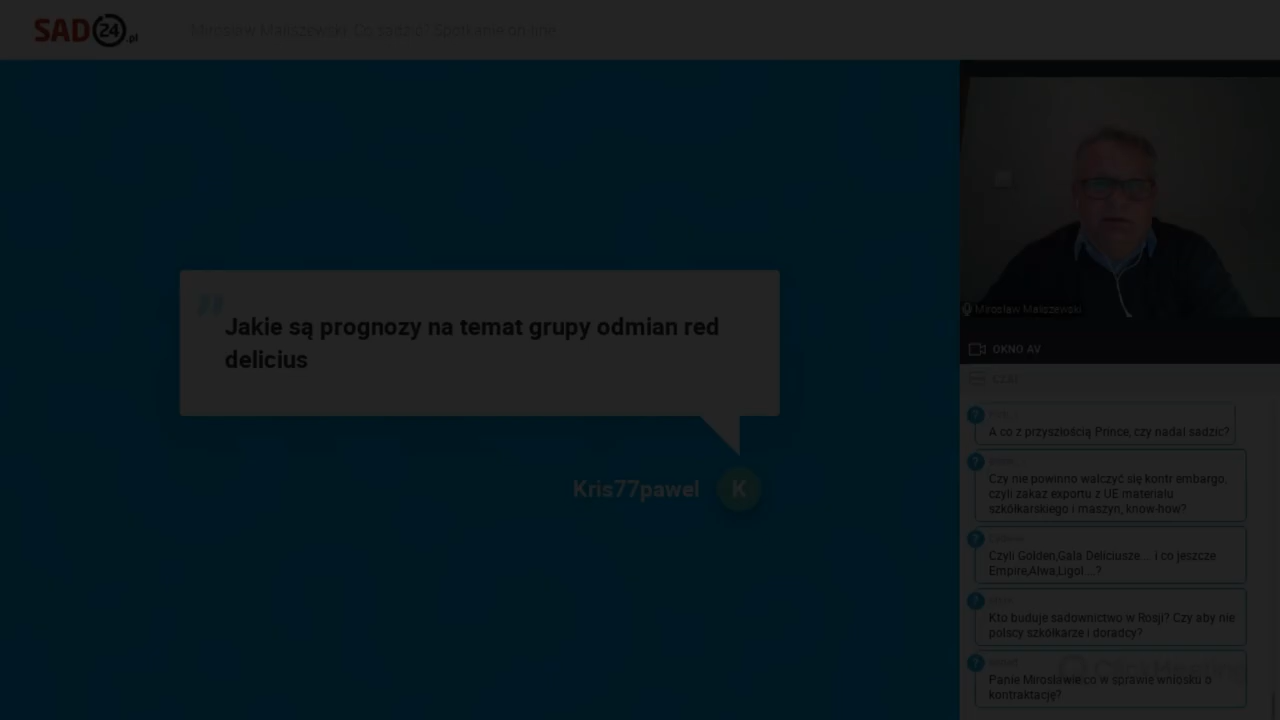 SAD24.pl
Mirosław Maliszewski. Co sadzić? Spotkanie on-line
Jakie są prognozy na temat grupy odmian red
delicius
Kris77pawel
K
Mirosław Maliszewski
OKNO AV
CZAT
A co z przyszłością Prince, czy nadal sadzić?
Czy nie powinno walczyć się kontr embargo,
czyli zakaz exportu z UE materiału
szkółkarskiego i maszyn, know-how?
Czyli Golden,Gala Deliciusze.... i co jeszcze
Empire,Alwa,Ligol....?
Kto buduje sadownictwo w Rosji? Czy aby nie
polscy szkółkarze i doradcy?
Panie Mirosławie co w sprawie wniosku o
kontraktację?
ClickMeeting